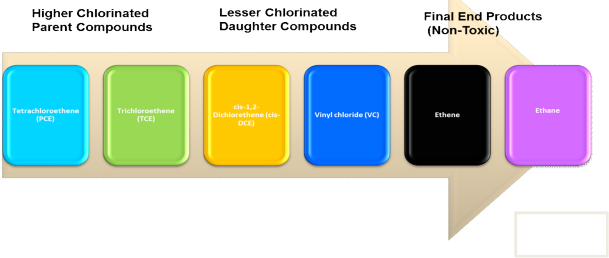 Higher Chlorinated
Parent Compounds
Lesser Chlorinated
Daughter Compounds
Final End Products
(Non-Toxic)
Tetrachloroethene
(PCE)
Trichloroethene
(TCE)
cis-1,2-
Dichlorethene (cis-
DCE)
Vinyl chloride (VC)
Ethene
Ethane